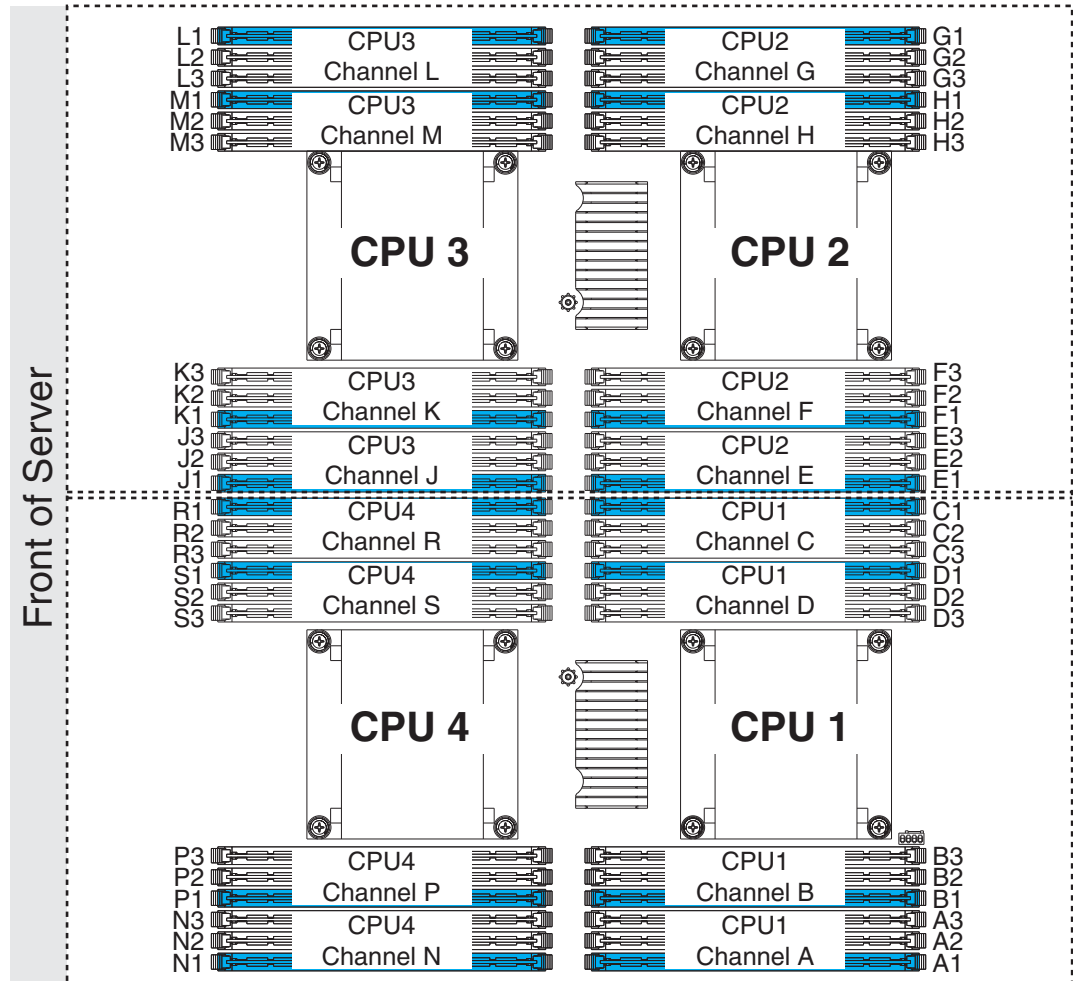 Front of Server
L1
L2
L3
M1
M2
M3
CPU3
Channel L
CPU3
Channel M
CPU2
Channel G
CPU2
Channel H
G1
G2
G3
H1
H2
H3
CPU 3
CPU 2
K3
K2
K1
J3
J2
J1
CPU3
Channel K
CPU3
Channel J
CPU2
Channel F
CPU2
Channel E
F3
F2
F1
E3
E2
E1
R1
R2
R3
S1
S2
S3
CPU4
Channel R
CPU4
Channel S
CPU1
Channel C
CPU1
Channel D
C1
C2
C3
D1
D2
D3
CPU 4
CPU 1
P3
P2
P1
N3
N2
N1
CPU4
Channel P
CPU4
Channel N
CPU1
Channel B
CPU1
Channel A
B3
B2
B1
A3
A2
A1